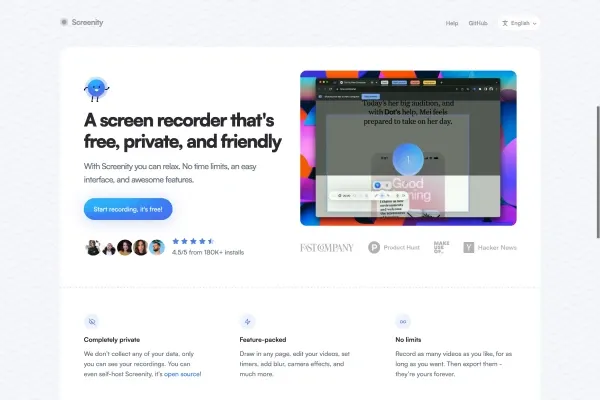 Screenity
Help GitHub English
A screen recorder that's
free, private, and friendly
With Screenity you can relax. No time limits, an easy
interface, and awesome features.
Start recording, it's free!
4.5/5 from 180K+ installs
Today's her big audition, and
with Dot's help, Mei feels
prepared to take on her day.
Good
FAST COMPANY
Product Hunt
MAKE
USE
OF.
Y Hacker News
Completely private
We don't collect any of your data, only
you can see your recordings. You can
even self-host Screenity, it's open source!
Feature-packed
Draw in any page, edit your videos, set
timers, add blur, camera effects, and
much more.
No limits
Record as many videos as you like, for as
long as you want. Then export them -
they're yours forever.